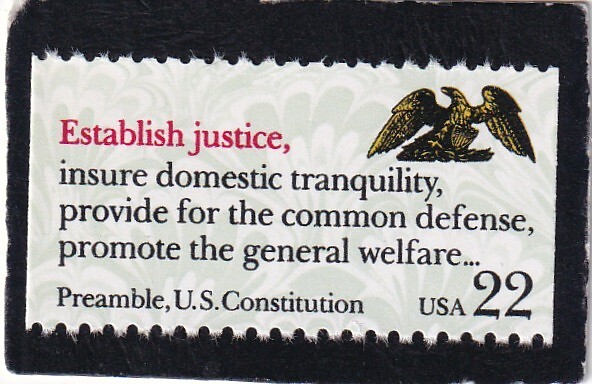 Establish justice,
insure domestic tranquility,
provide for the common defense,
promote the general welfare...
Preamble, U.S. Constitution
USA 22